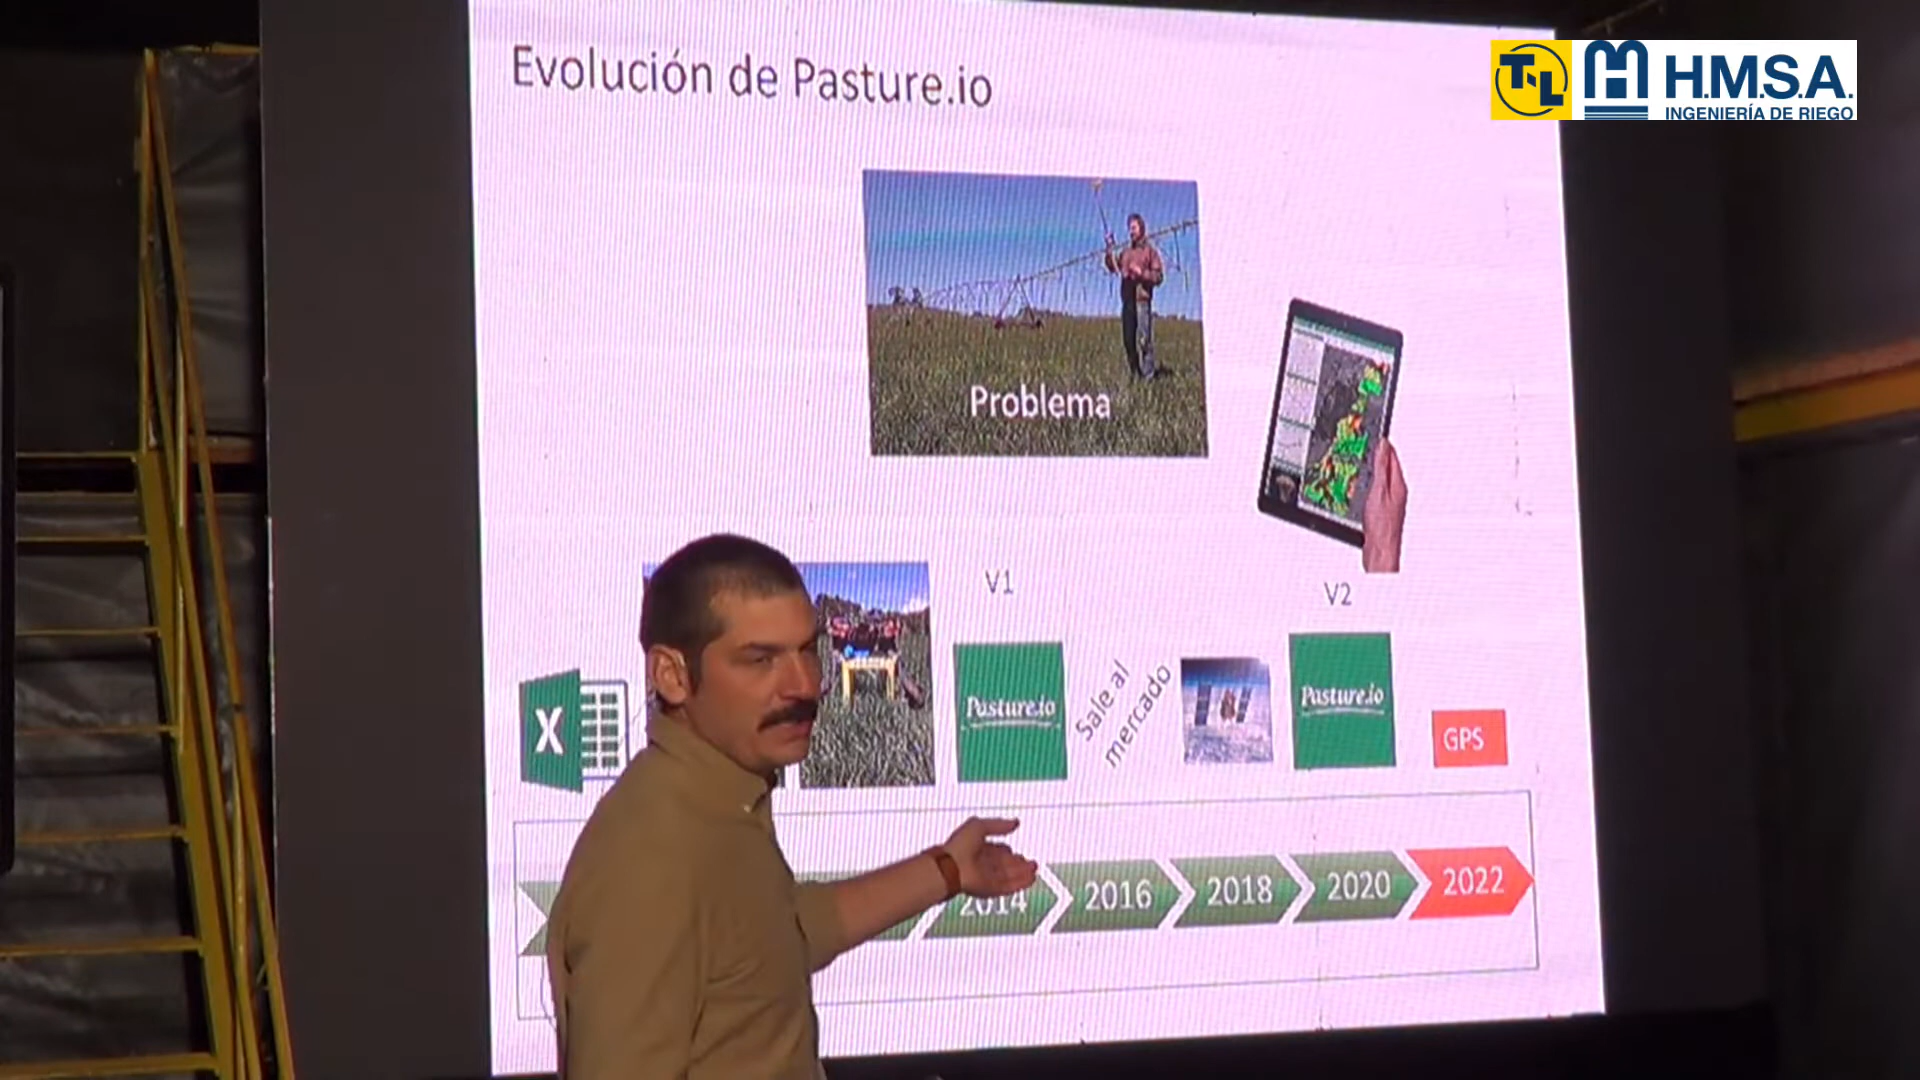 Evolución de Pasture.io
T-L
H.M.S.A.
INGENIERÍA DE RIEGO
Problema
V1
V2
X
Pasture.io
Sale al
mercado
Pasture.io
GPS
2014
2016
2018
2020
2022